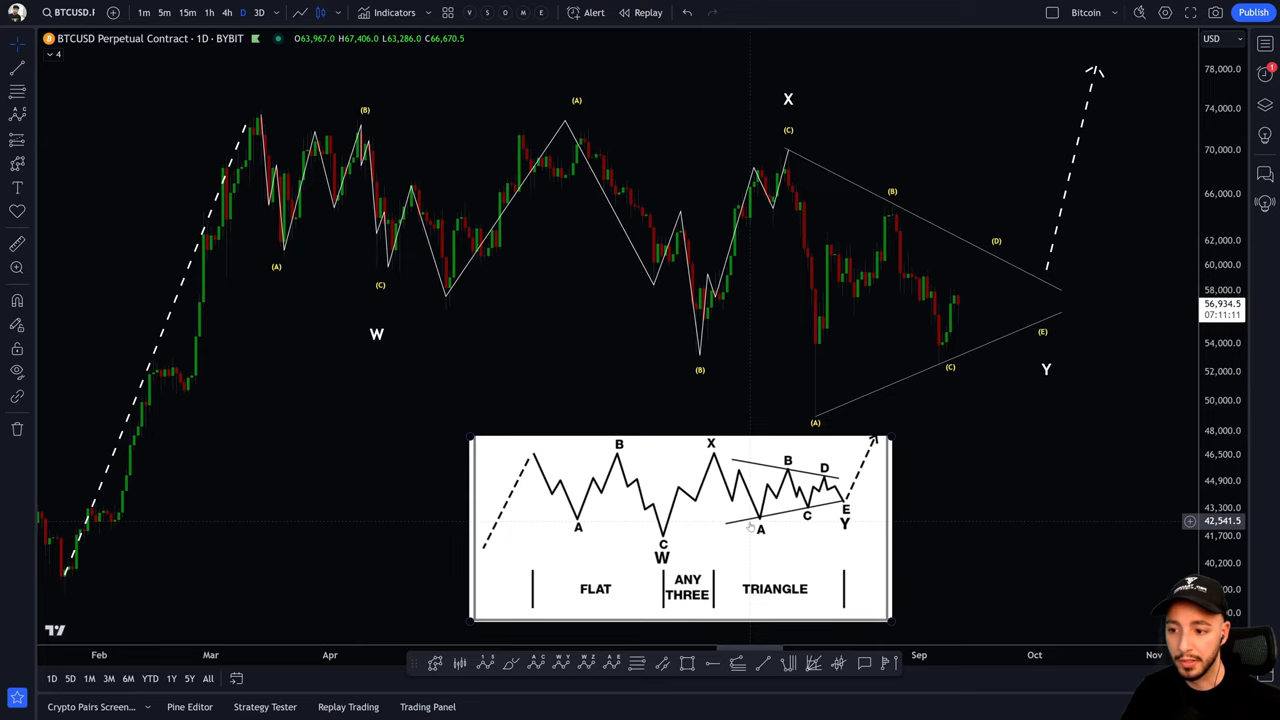 BTCUSD.P
1m 5m 15m 1h 4h D 3D
Indicators
V S O M E
Alert
Replay
Bitcoin
Publish
BTCUSD Perpetual Contract · 1D · BYBIT
O63,967.0 H67,406.0 L63,286.0 C66,670.5
4
USD
78,000.0
74,000.0
70,000.0
66,000.0
62,000.0
60,000.0
58,000.0
56,934.5
07:11:11
54,000.0
52,000.0
50,000.0
48,000.0
46,500.0
44,900.0
43,300.0
42,541.5
41,700.0
40,200.0
1
X
(A)
(B)
(C)
W
(A)
(B)
(C)
(A)
(B)
(C)
(D)
(E)
Y
A
B
C
W
X
A
B
C
D
E
Y
FLAT
ANY
THREE
TRIANGLE
Feb Mar Apr Sep Oct Nov
1D 5D 1M 3M 6M YTD 1Y 5Y All
Crypto Pairs Screen... Pine Editor Strategy Tester Replay Trading Trading Panel